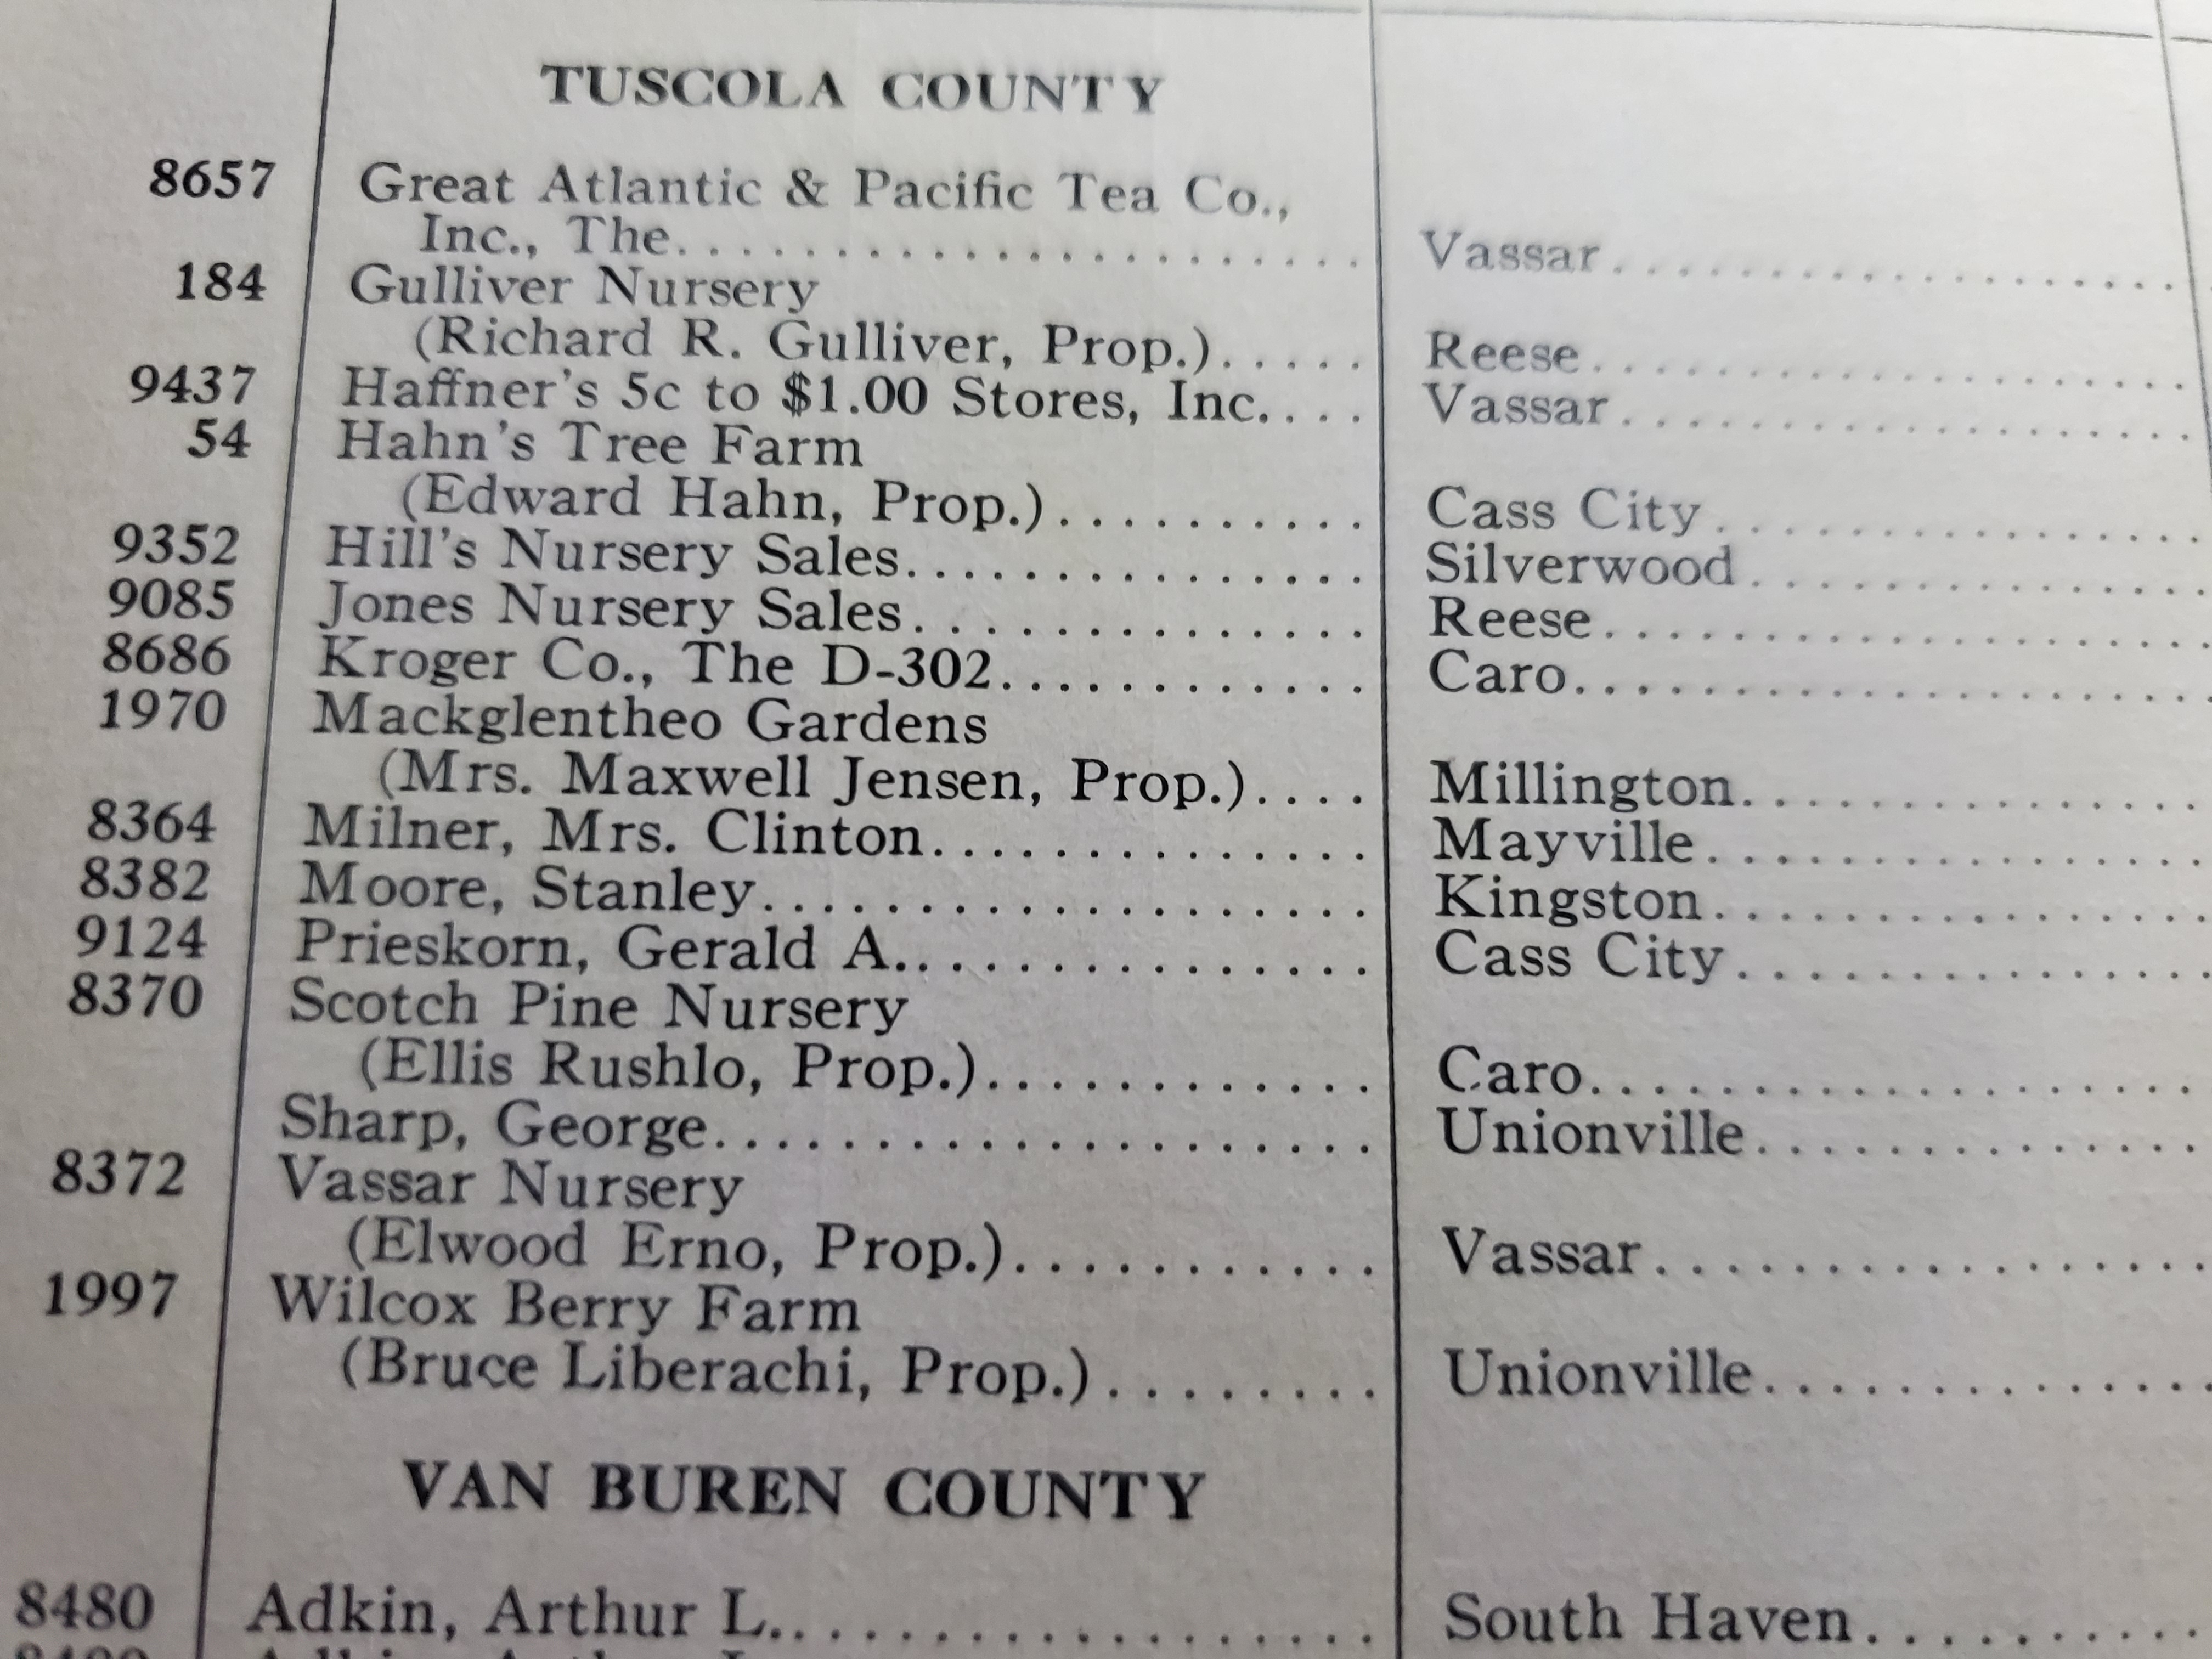 TUSCOLA COUNTY
8657 Great Atlantic & Pacific Tea Co.,
Inc., The........................ Vassar....................
184 Gulliver Nursery
(Richard R. Gulliver, Prop.)..... Reese....................
9437 Haffner's 5c to $1.00 Stores, Inc.... Vassar....................
54 Hahn's Tree Farm
(Edward Hahn, Prop.)........... Cass City.................
9352 Hill's Nursery Sales................ Silverwood................
9085 Jones Nursery Sales................ Reese....................
8686 Kroger Co., The D-302............. Caro.....................
1970 Mackglentheo Gardens
(Mrs. Maxwell Jensen, Prop.).... Millington................
8364 Milner, Mrs. Clinton............... Mayville.................
8382 Moore, Stanley.................... Kingston.................
9124 Prieskorn, Gerald A................ Cass City................
8370 Scotch Pine Nursery
(Ellis Rushlo, Prop.).............. Caro.....................
Sharp, George...................... Unionville...............
8372 Vassar Nursery
(Elwood Erno, Prop.)............. Vassar...................
1997 Wilcox Berry Farm
(Bruce Liberachi, Prop.)......... Unionville...............
VAN BUREN COUNTY
8480 Adkin, Arthur L.................... South Haven...........